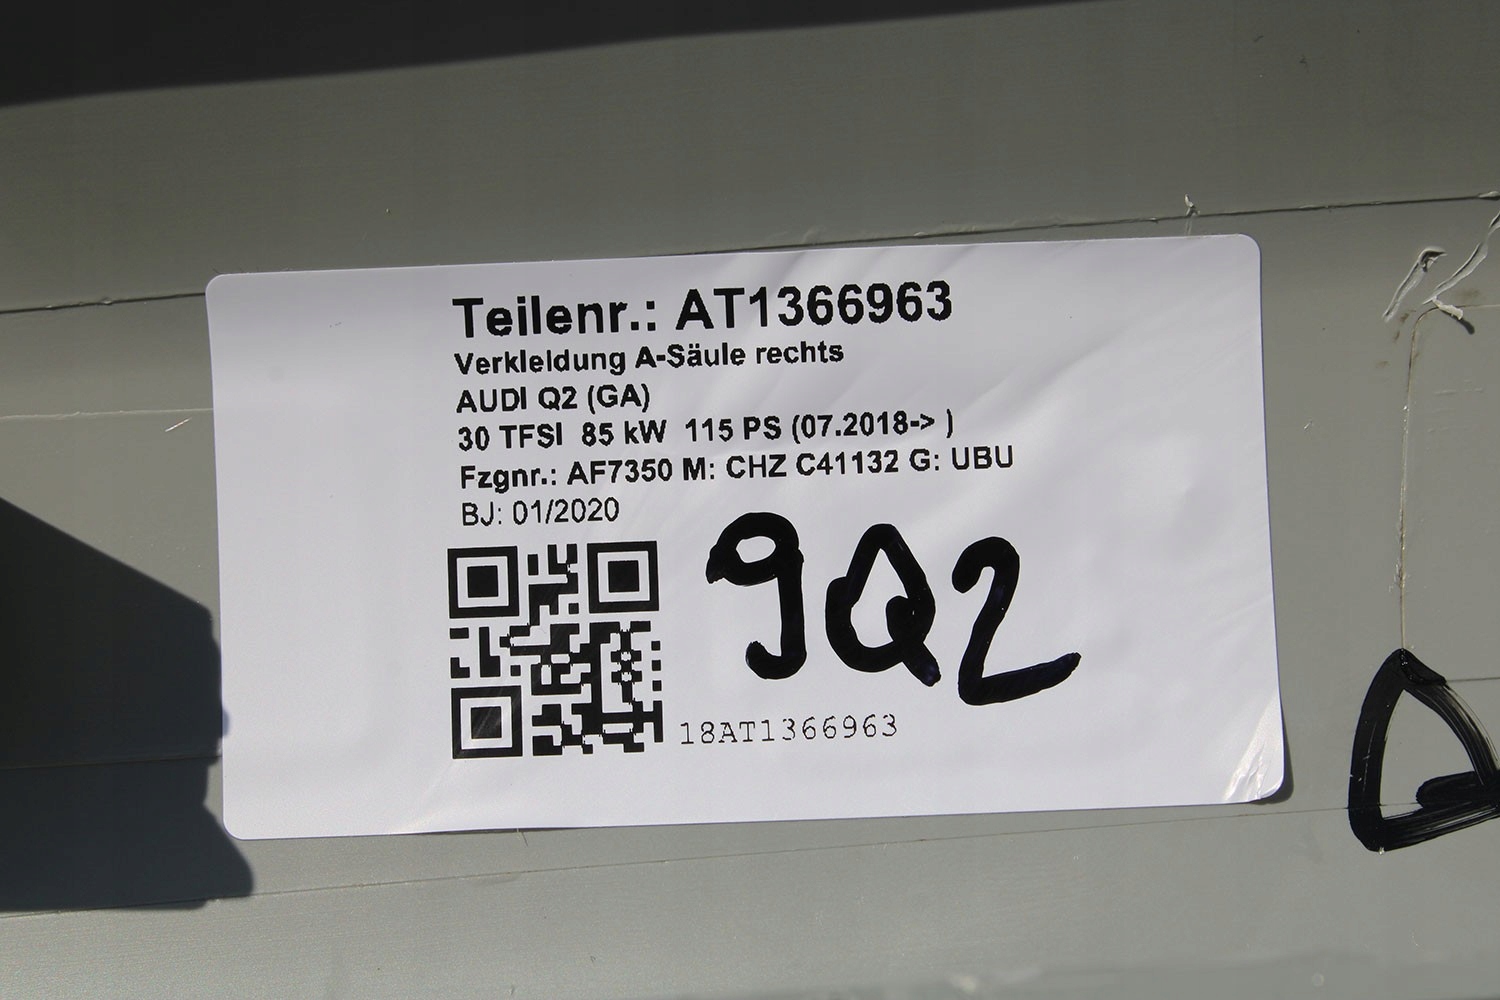 Teilenr.: AT1366963
Verkleidung A-Säule rechts
AUDI Q2 (GA)
30 TFSI 85 kW 115 PS (07.2018-> )
Fzgnr.: AF7350 M: CHZ C41132 G: UBU
BJ: 01/2020
9Q2
18AT1366963